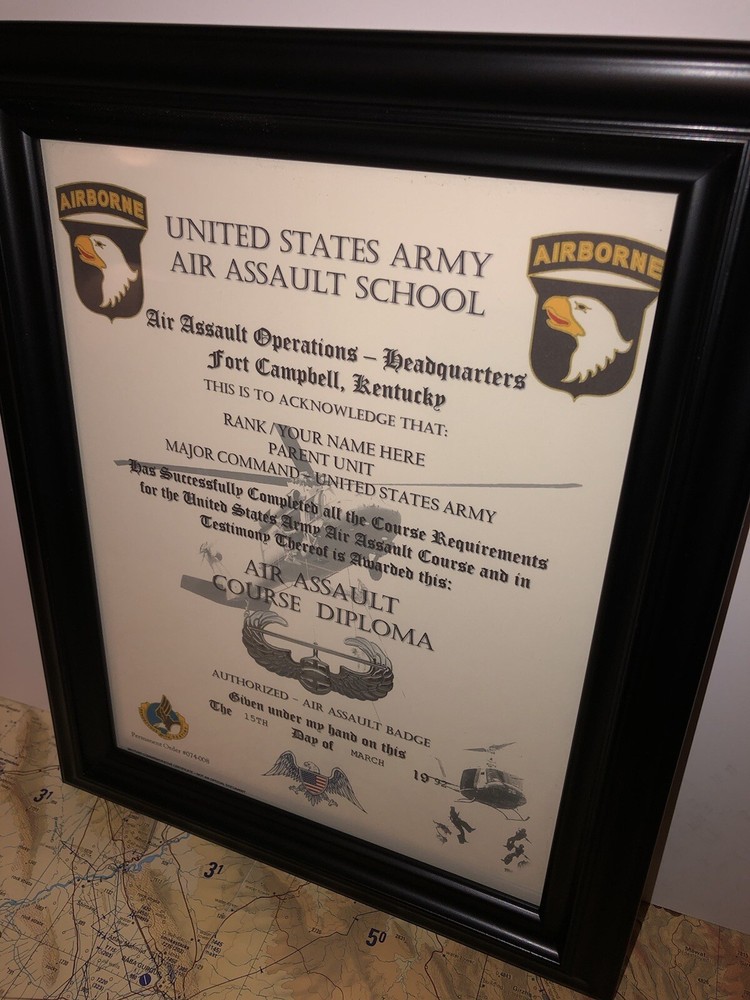 AIRBORNE
AIRBORNE
UNITED STATES ARMY
AIR ASSAULT SCHOOL
Air Assault Operations – Headquarters
Fort Campbell, Kentucky
THIS IS TO ACKNOWLEDGE THAT:
RANK / YOUR NAME HERE
PARENT UNIT
MAJOR COMMAND – UNITED STATES ARMY
Has Successfully Completed all the Course Requirements
for the United States Army Air Assault Course and in
Testimony Thereof is Awarded this:
AIR ASSAULT
COURSE DIPLOMA
AUTHORIZED – AIR ASSAULT BADGE
Given under my hand on this
The 15TH Day of MARCH 19 92
31
31
50